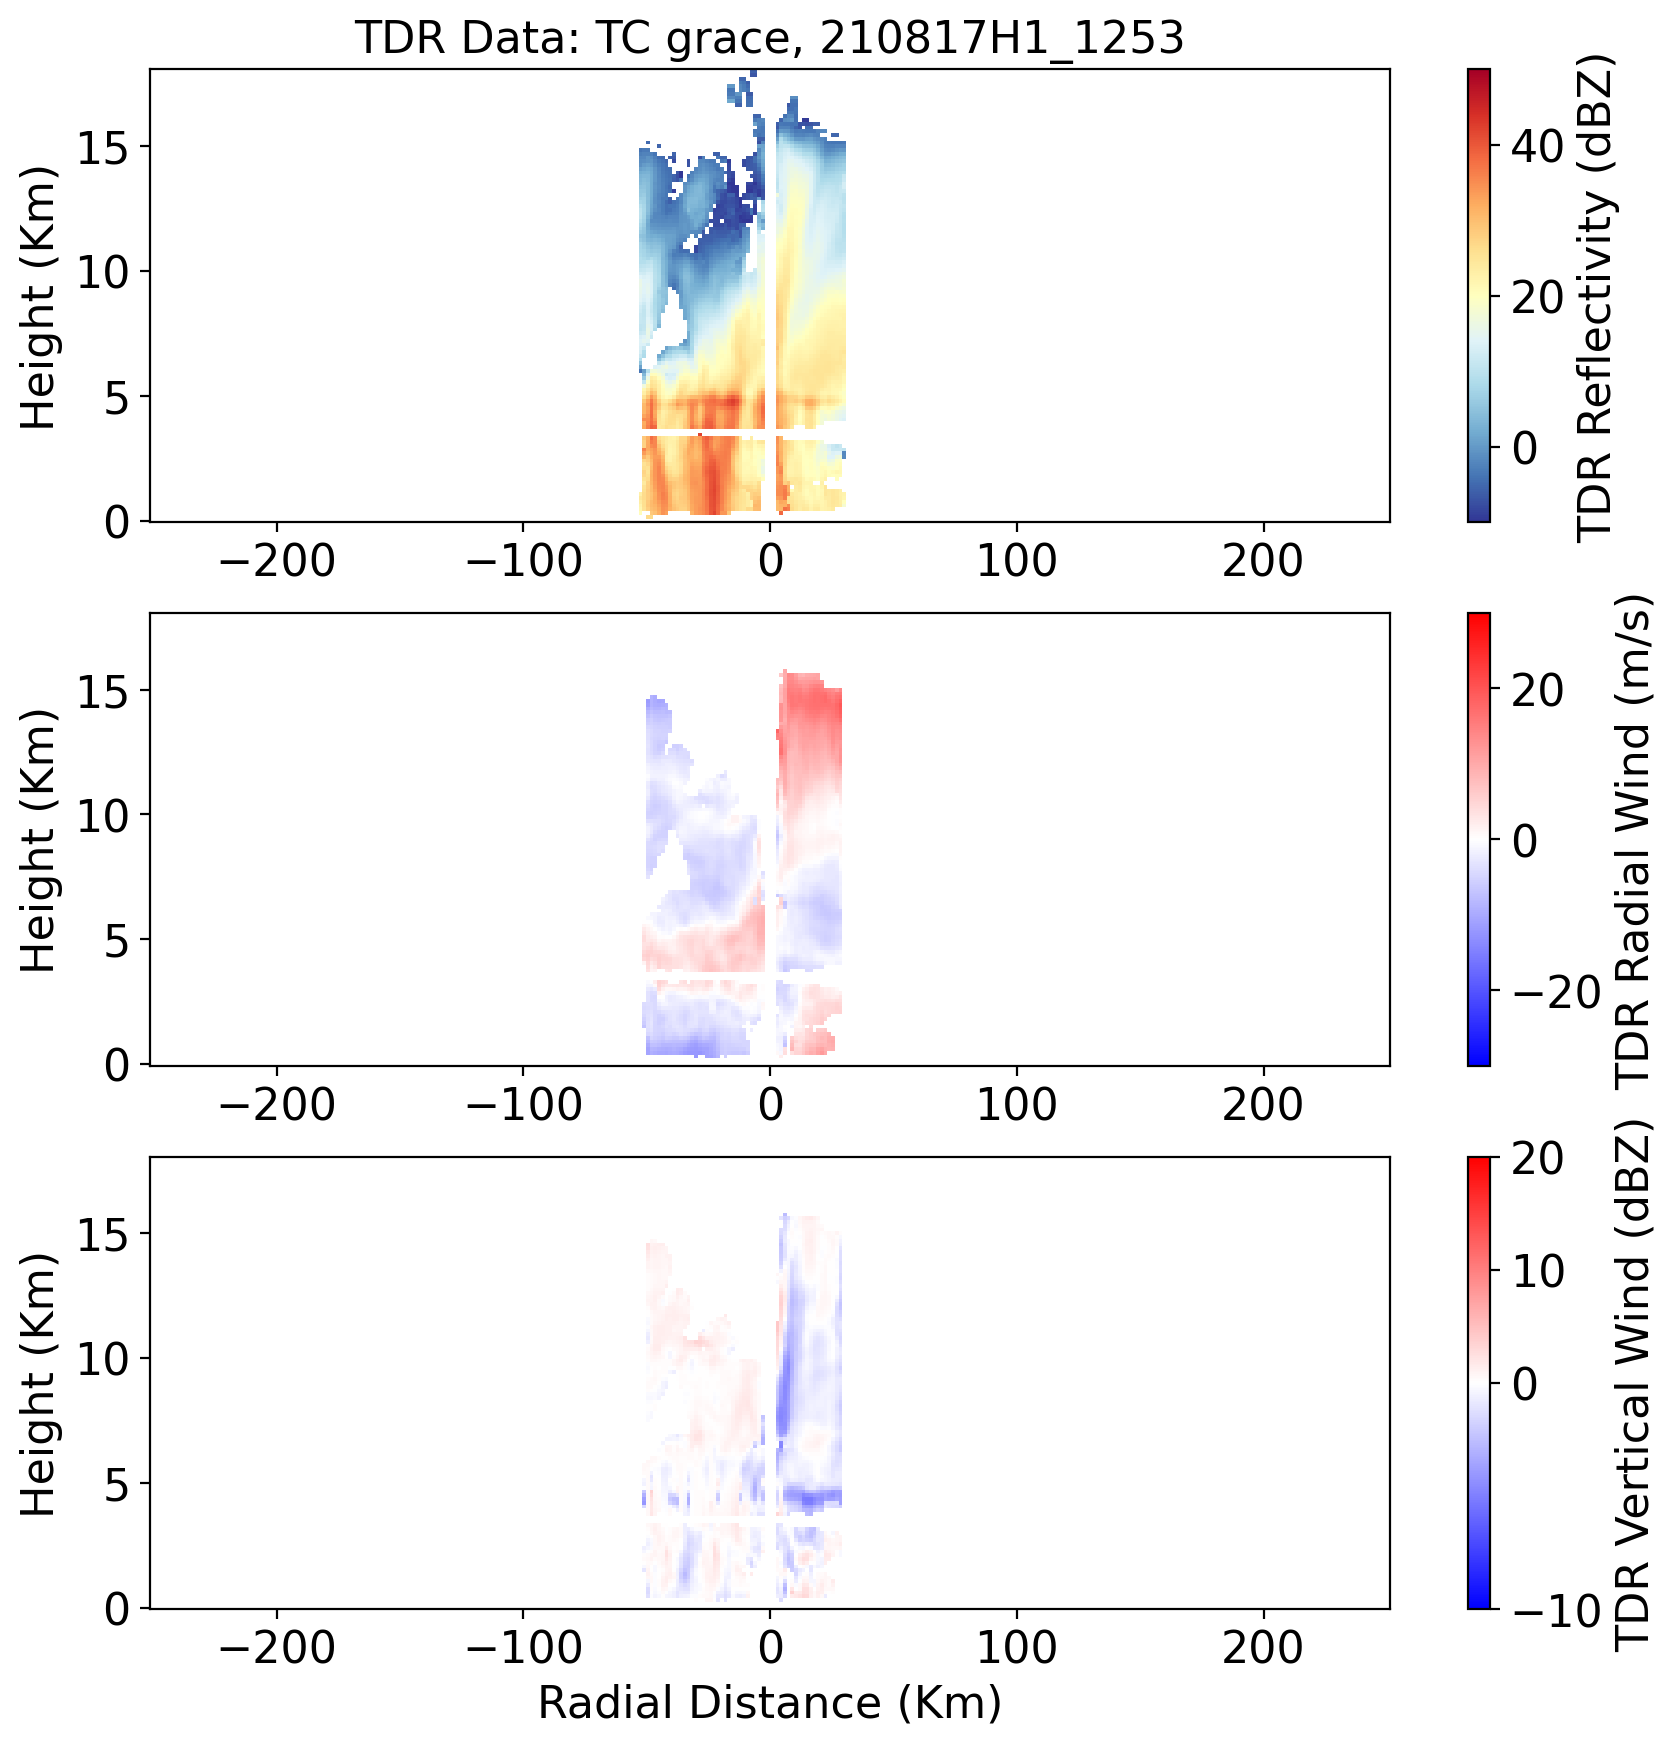 TDR Data: TC grace, 210817H1_1253
Height (Km)
15
10
5
0
−200 −100 0 100 200
40
20
0
TDR Reflectivity (dBZ)
Height (Km)
15
10
5
0
−200 −100 0 100 200
20
0
−20
TDR Radial Wind (m/s)
Height (Km)
15
10
5
0
−200 −100 0 100 200
Radial Distance (Km)
20
10
0
−10
TDR Vertical Wind (dBZ)